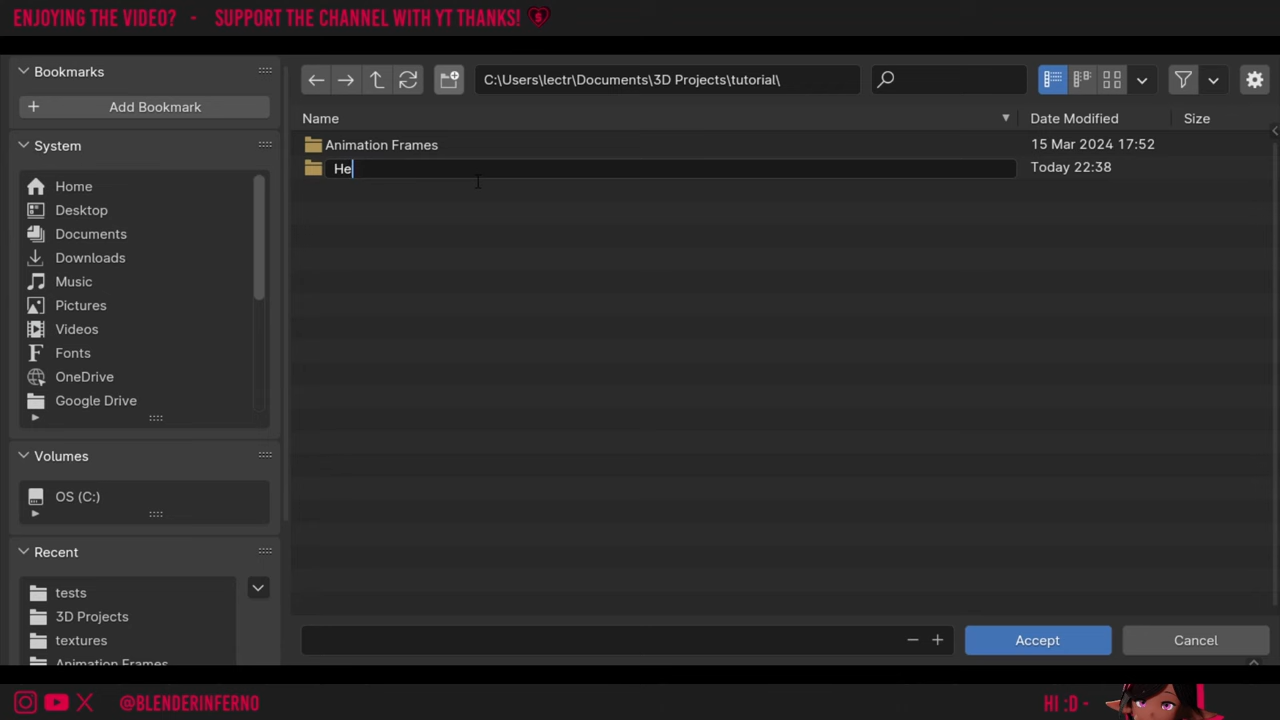 ENJOYING THE VIDEO? - SUPPORT THE CHANNEL WITH YT THANKS!
Bookmarks
Add Bookmark
System
Home
Desktop
Documents
Downloads
Music
Pictures
Videos
Fonts
OneDrive
Google Drive
Volumes
OS (C:)
Recent
tests
3D Projects
textures
Animation Frames
C:\Users\lectr\Documents\3D Projects\tutorial\
Name Date Modified Size
Animation Frames 15 Mar 2024 17:52
He Today 22:38
Accept Cancel
@BLENDERINFERNO HI :D -